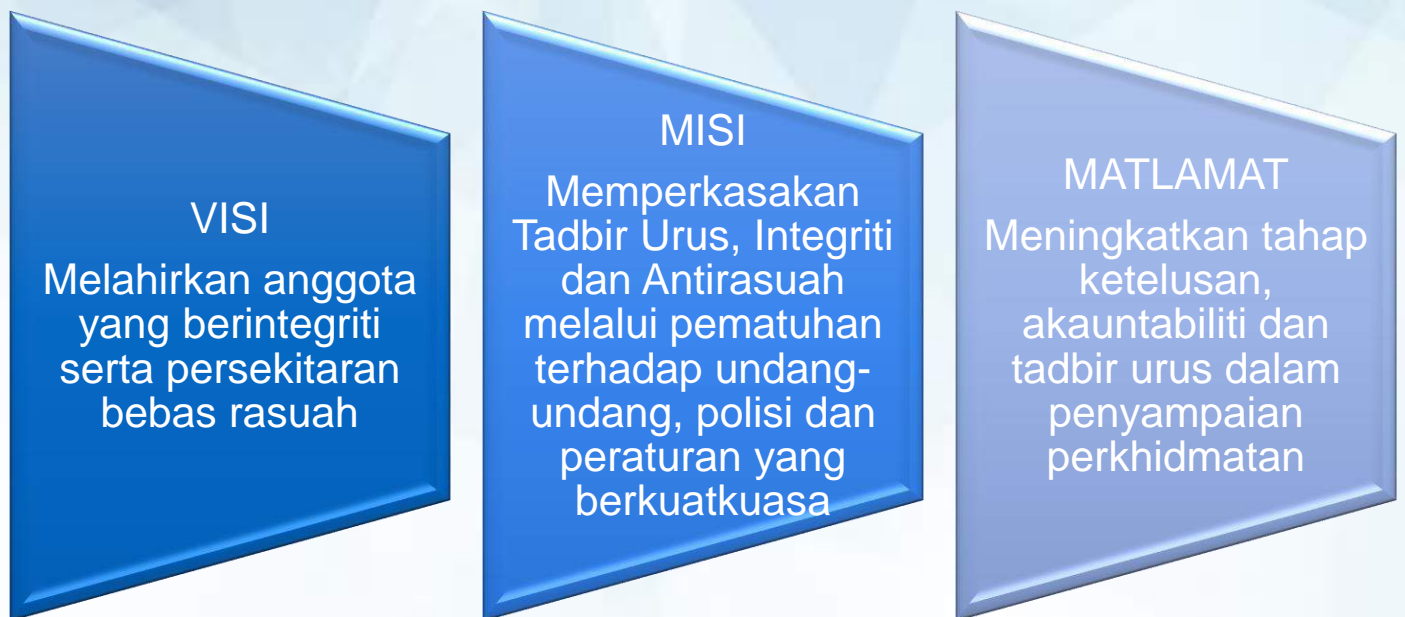 VISI
Melahirkan anggota
yang berintegriti
serta persekitaran
bebas rasuah
MISI
Memperkasakan
Tadbir Urus, Integriti
dan Antirasuah
melalui pematuhan
terhadap undang-
undang, polisi dan
peraturan yang
berkuatkuasa
MATLAMAT
Meningkatkan tahap
ketelusan,
akauntabiliti dan
tadbir urus dalam
penyampaian
perkhidmatan